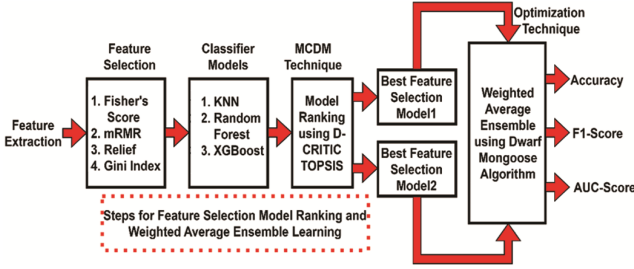 Feature
Extraction
Feature
Selection
1. Fisher's
Score
2. mRMR
3. Relief
4. Gini Index
Classifier
Models
1. KNN
2. Random
Forest
3. XGBoost
MCDM
Technique
Model
Ranking
using D-
CRITIC
TOPSIS
Best Feature
Selection
Model1
Best Feature
Selection
Model2
Optimization
Technique
Weighted
Average
Ensemble
using Dwarf
Mongoose
Algorithm
Accuracy
F1-Score
AUC-Score
Steps for Feature Selection Model Ranking and
Weighted Average Ensemble Learning